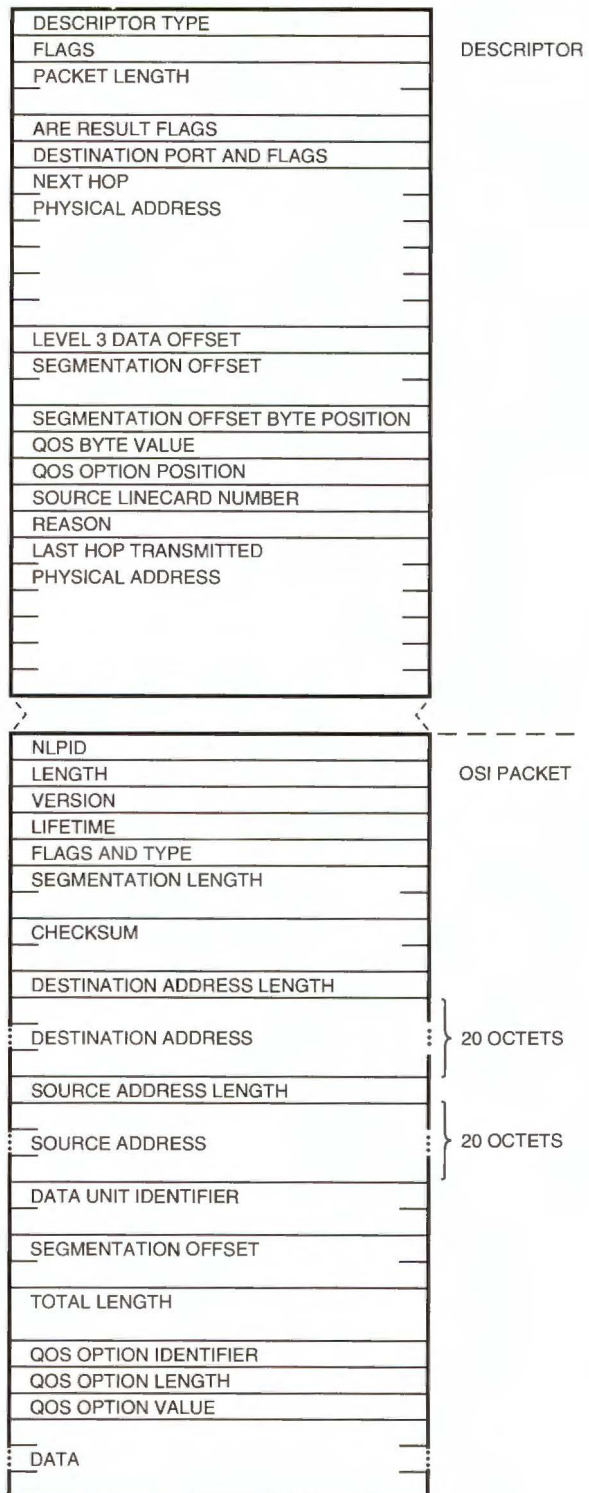 DESCRIPTOR TYPE
FLAGS
DESCRIPTOR
PACKET LENGTH
ARE RESULT FLAGS
DESTINATION PORT AND FLAGS
NEXT HOP
PHYSICAL ADDRESS
LEVEL 3 DATA OFFSET
SEGMENTATION OFFSET
SEGMENTATION OFFSET BYTE POSITION
QOS BYTE VALUE
QOS OPTION POSITION
SOURCE LINECARD NUMBER
REASON
LAST HOP TRANSMITTED
PHYSICAL ADDRESS
NLPID
LENGTH
OSI PACKET
VERSION
LIFETIME
FLAGS AND TYPE
SEGMENTATION LENGTH
CHECKSUM
DESTINATION ADDRESS LENGTH
DESTINATION ADDRESS
20 OCTETS
SOURCE ADDRESS LENGTH
SOURCE ADDRESS
20 OCTETS
DATA UNIT IDENTIFIER
SEGMENTATION OFFSET
TOTAL LENGTH
QOS OPTION IDENTIFIER
QOS OPTION LENGTH
QOS OPTION VALUE
DATA